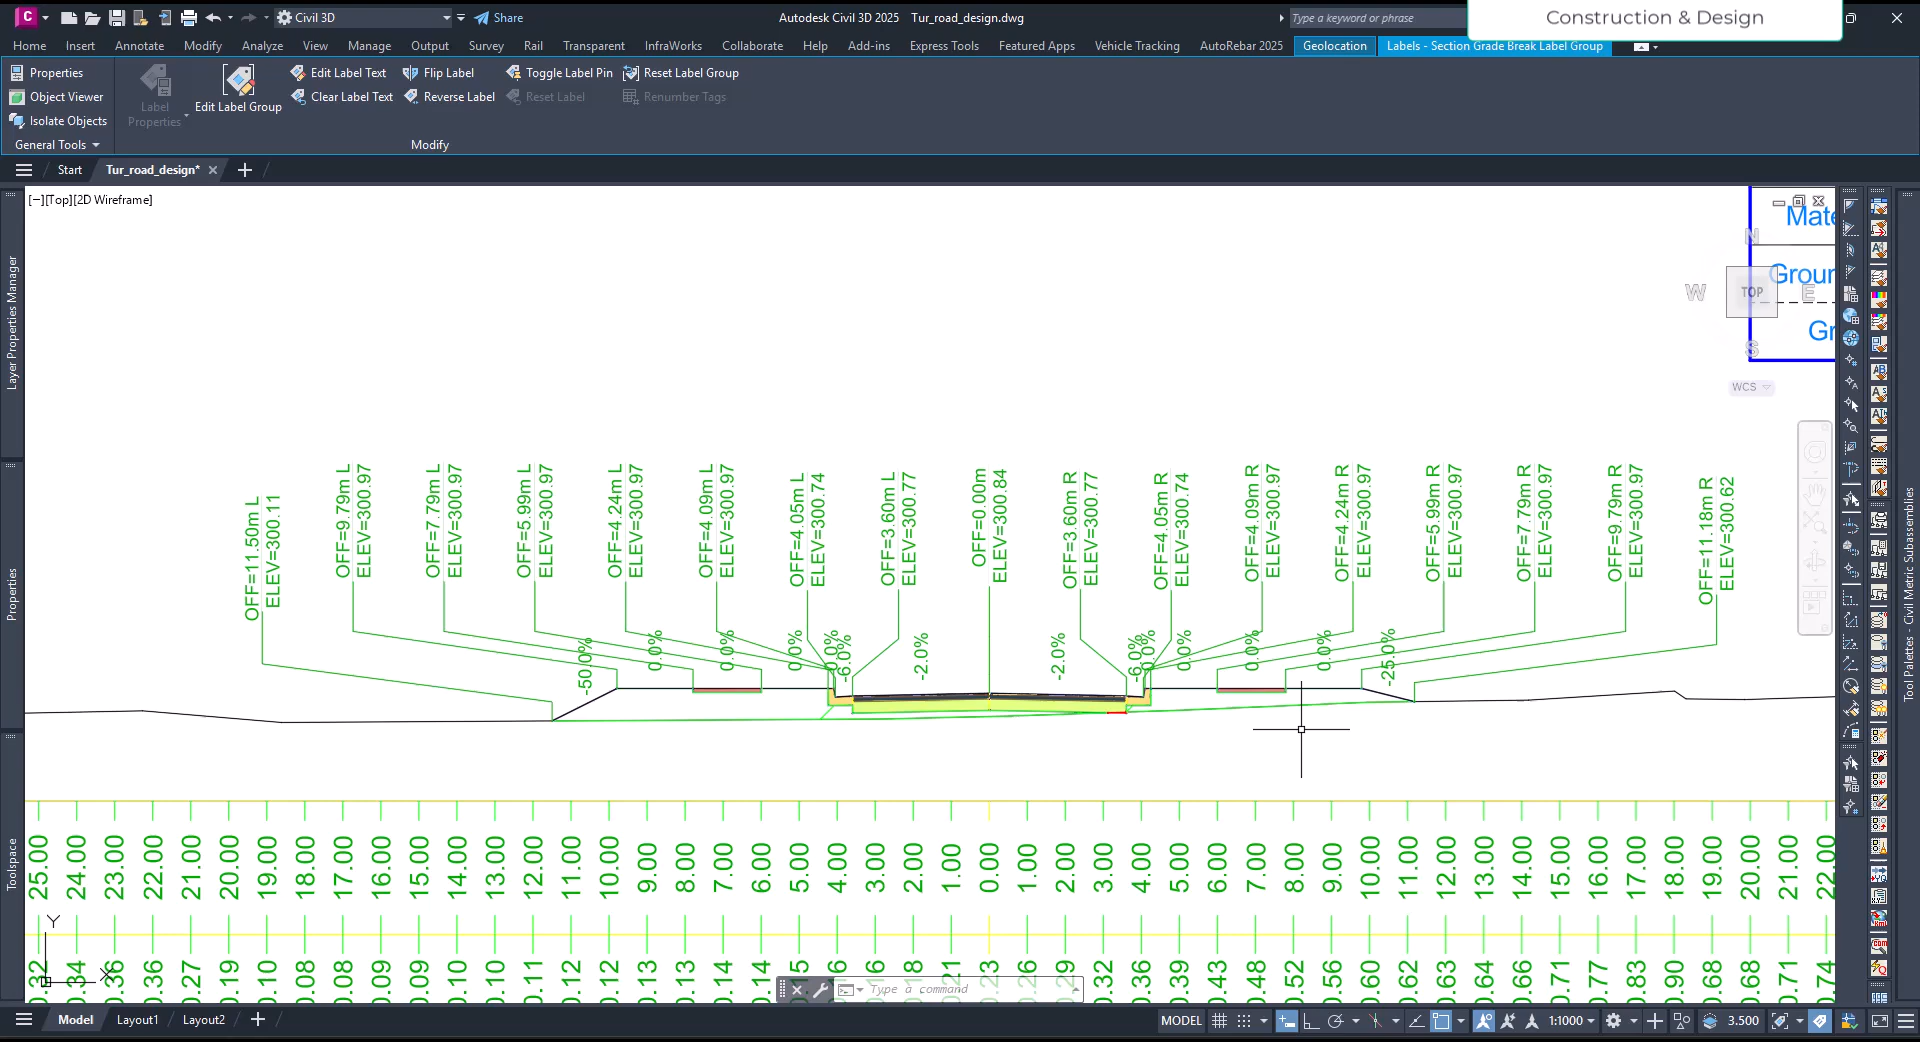 Civil 3D
Share
Autodesk Civil 3D 2025 Tur_road_design.dwg
Type a keyword or phrase
Construction & Design
Home Insert Annotate Modify Analyze View Manage Output Survey Rail Transparent InfraWorks Collaborate Help Add-ins Express Tools Featured Apps Vehicle Tracking AutoRebar 2025 Geolocation Labels - Section Grade Break Label Group
Properties
Object Viewer
Isolate Objects
General Tools
Label
Properties
Edit Label Group
Edit Label Text
Clear Label Text
Flip Label
Reverse Label
Toggle Label Pin
Reset Label
Reset Label Group
Renumber Tags
Modify
Start
Tur_road_design*
[−][Top][2D Wireframe]
Layer Properties Manager
Properties
Toolspace
Tool Palettes - Civil Metric Subassemblies
N
W
TOP
E
S
WCS
OFF=11.50m L
ELEV=300.11
OFF=9.79m L
ELEV=300.97
OFF=7.79m L
ELEV=300.97
OFF=5.99m L
ELEV=300.97
OFF=4.24m L
ELEV=300.97
OFF=4.09m L
ELEV=300.97
OFF=4.05m L
ELEV=300.74
OFF=3.60m L
ELEV=300.77
OFF=0.00m
ELEV=300.84
OFF=3.60m R
ELEV=300.77
OFF=4.05m R
ELEV=300.74
OFF=4.09m R
ELEV=300.97
OFF=4.24m R
ELEV=300.97
OFF=5.99m R
ELEV=300.97
OFF=7.79m R
ELEV=300.97
OFF=9.79m R
ELEV=300.97
OFF=11.18m R
ELEV=300.62
-50.0%
0.0%
0.0%
0.0%
0.0%
-6.0%
-2.0%
-2.0%
-6.0%
0.0%
0.0%
0.0%
0.0%
-25.0%
25.00 24.00 23.00 22.00 21.00 20.00 19.00 18.00 17.00 16.00 15.00 14.00 13.00 12.00 11.00 10.00 9.00 8.00 7.00 6.00 5.00 4.00 3.00 2.00 1.00 0.00 1.00 2.00 3.00 4.00 5.00 6.00 7.00 8.00 9.00 10.00 11.00 12.00 13.00 14.00 15.00 16.00 17.00 18.00 19.00 20.00 21.00 22.00
Y
X
Type a command
Model
Layout1
Layout2
MODEL
1:1000
3.500